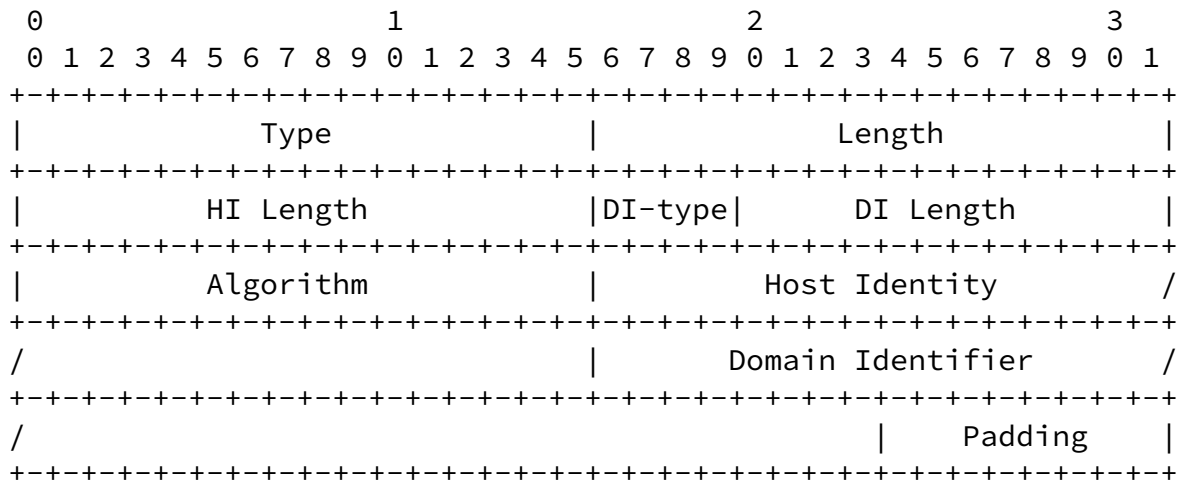 0                   1                   2                   3
 0 1 2 3 4 5 6 7 8 9 0 1 2 3 4 5 6 7 8 9 0 1 2 3 4 5 6 7 8 9 0 1
+-+-+-+-+-+-+-+-+-+-+-+-+-+-+-+-+-+-+-+-+-+-+-+-+-+-+-+-+-+-+-+-+
|             Type              |             Length            |
+-+-+-+-+-+-+-+-+-+-+-+-+-+-+-+-+-+-+-+-+-+-+-+-+-+-+-+-+-+-+-+-+
|          HI Length            |DI-type|      DI Length        |
+-+-+-+-+-+-+-+-+-+-+-+-+-+-+-+-+-+-+-+-+-+-+-+-+-+-+-+-+-+-+-+-+
|          Algorithm            |         Host Identity         /
+-+-+-+-+-+-+-+-+-+-+-+-+-+-+-+-+-+-+-+-+-+-+-+-+-+-+-+-+-+-+-+-+
/                               |       Domain Identifier       /
+-+-+-+-+-+-+-+-+-+-+-+-+-+-+-+-+-+-+-+-+-+-+-+-+-+-+-+-+-+-+-+-+
/                                               |    Padding    |
+-+-+-+-+-+-+-+-+-+-+-+-+-+-+-+-+-+-+-+-+-+-+-+-+-+-+-+-+-+-+-+-+